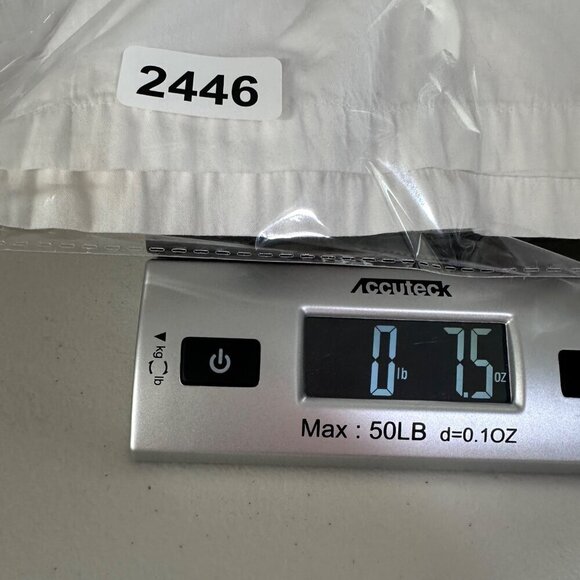 2446
Accuteck
kg lb
0 lb 7.5 oz
Max : 50LB d=0.1OZ